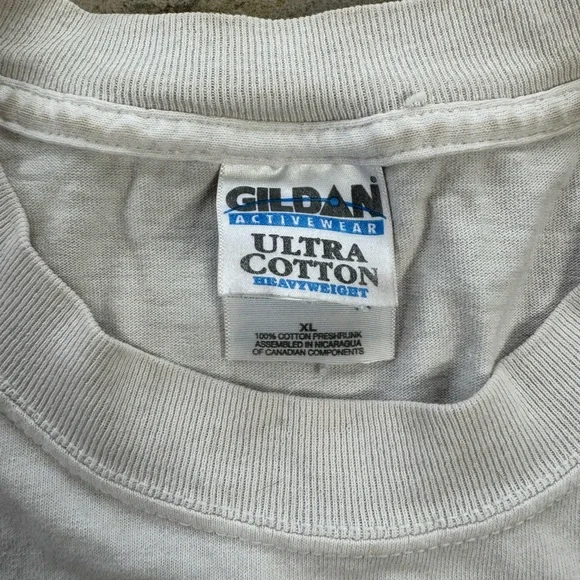 GILDAN
ACTIVEWEAR
ULTRA
COTTON
HEAVYWEIGHT
XL
100% COTTON PRESHRUNK
ASSEMBLED IN NICARAGUA
OF CANADIAN COMPONENTS